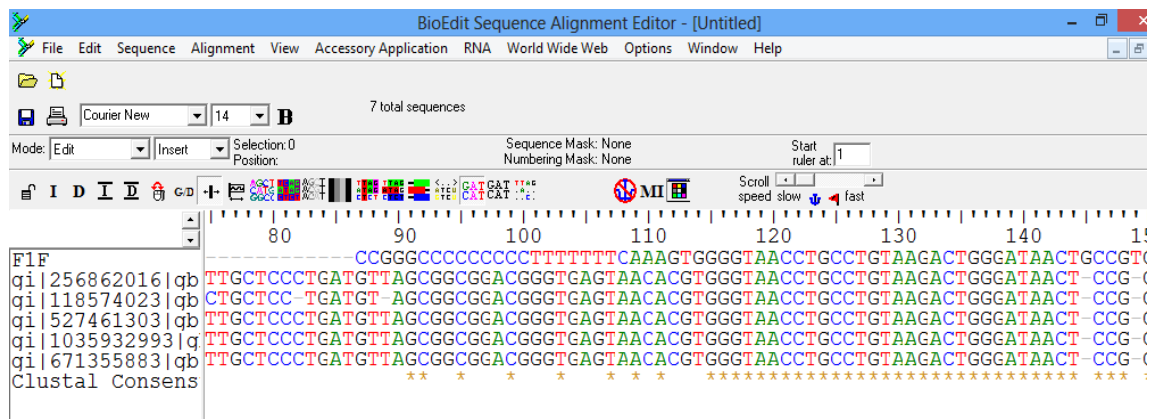 BioEdit Sequence Alignment Editor - [Untitled]
File Edit Sequence Alignment View Accessory Application RNA World Wide Web Options Window Help
Courier New 14 B 7 total sequences
Mode: Edit Insert Selection: 0 Position: Sequence Mask: None Numbering Mask: None Start ruler at: 1
I D I D G/D MI Scroll speed slow fast
80 90 100 110 120 130 140
F1F ------------CCGGGCCCCCCCCCTTTTTTTCAAAGTGGGGTAACCTGCCTGTAAGACTGGGATAACTGCCGTG
gi|256862016|gb TTGCTCCCTGATGTTAGCGGCGGACGGGTGAGTAACACGTGGGTAACCTGCCTGTAAGACTGGGATAACT-CCG-
gi|118574023|gb CTGCTCC-TGATGT-AGCGGCGGACGGGTGAGTAACACGTGGGTAACCTGCCTGTAAGACTGGGATAACT-CCG-
gi|527461303|gb TTGCTCCCTGATGTTAGCGGCGGACGGGTGAGTAACACGTGGGTAACCTGCCTGTAAGACTGGGATAACT-CCG-
gi|1035932993|g TTGCTCCCTGATGTTAGCGGCGGACGGGTGAGTAACACGTGGGTAACCTGCCTGTAAGACTGGGATAACT-CCG-
gi|671355883|gb TTGCTCCCTGATGTTAGCGGCGGACGGGTGAGTAACACGTGGGTAACCTGCCTGTAAGACTGGGATAACT-CCG-
Clustal Consens ** * * * * * * ****************************** *** *